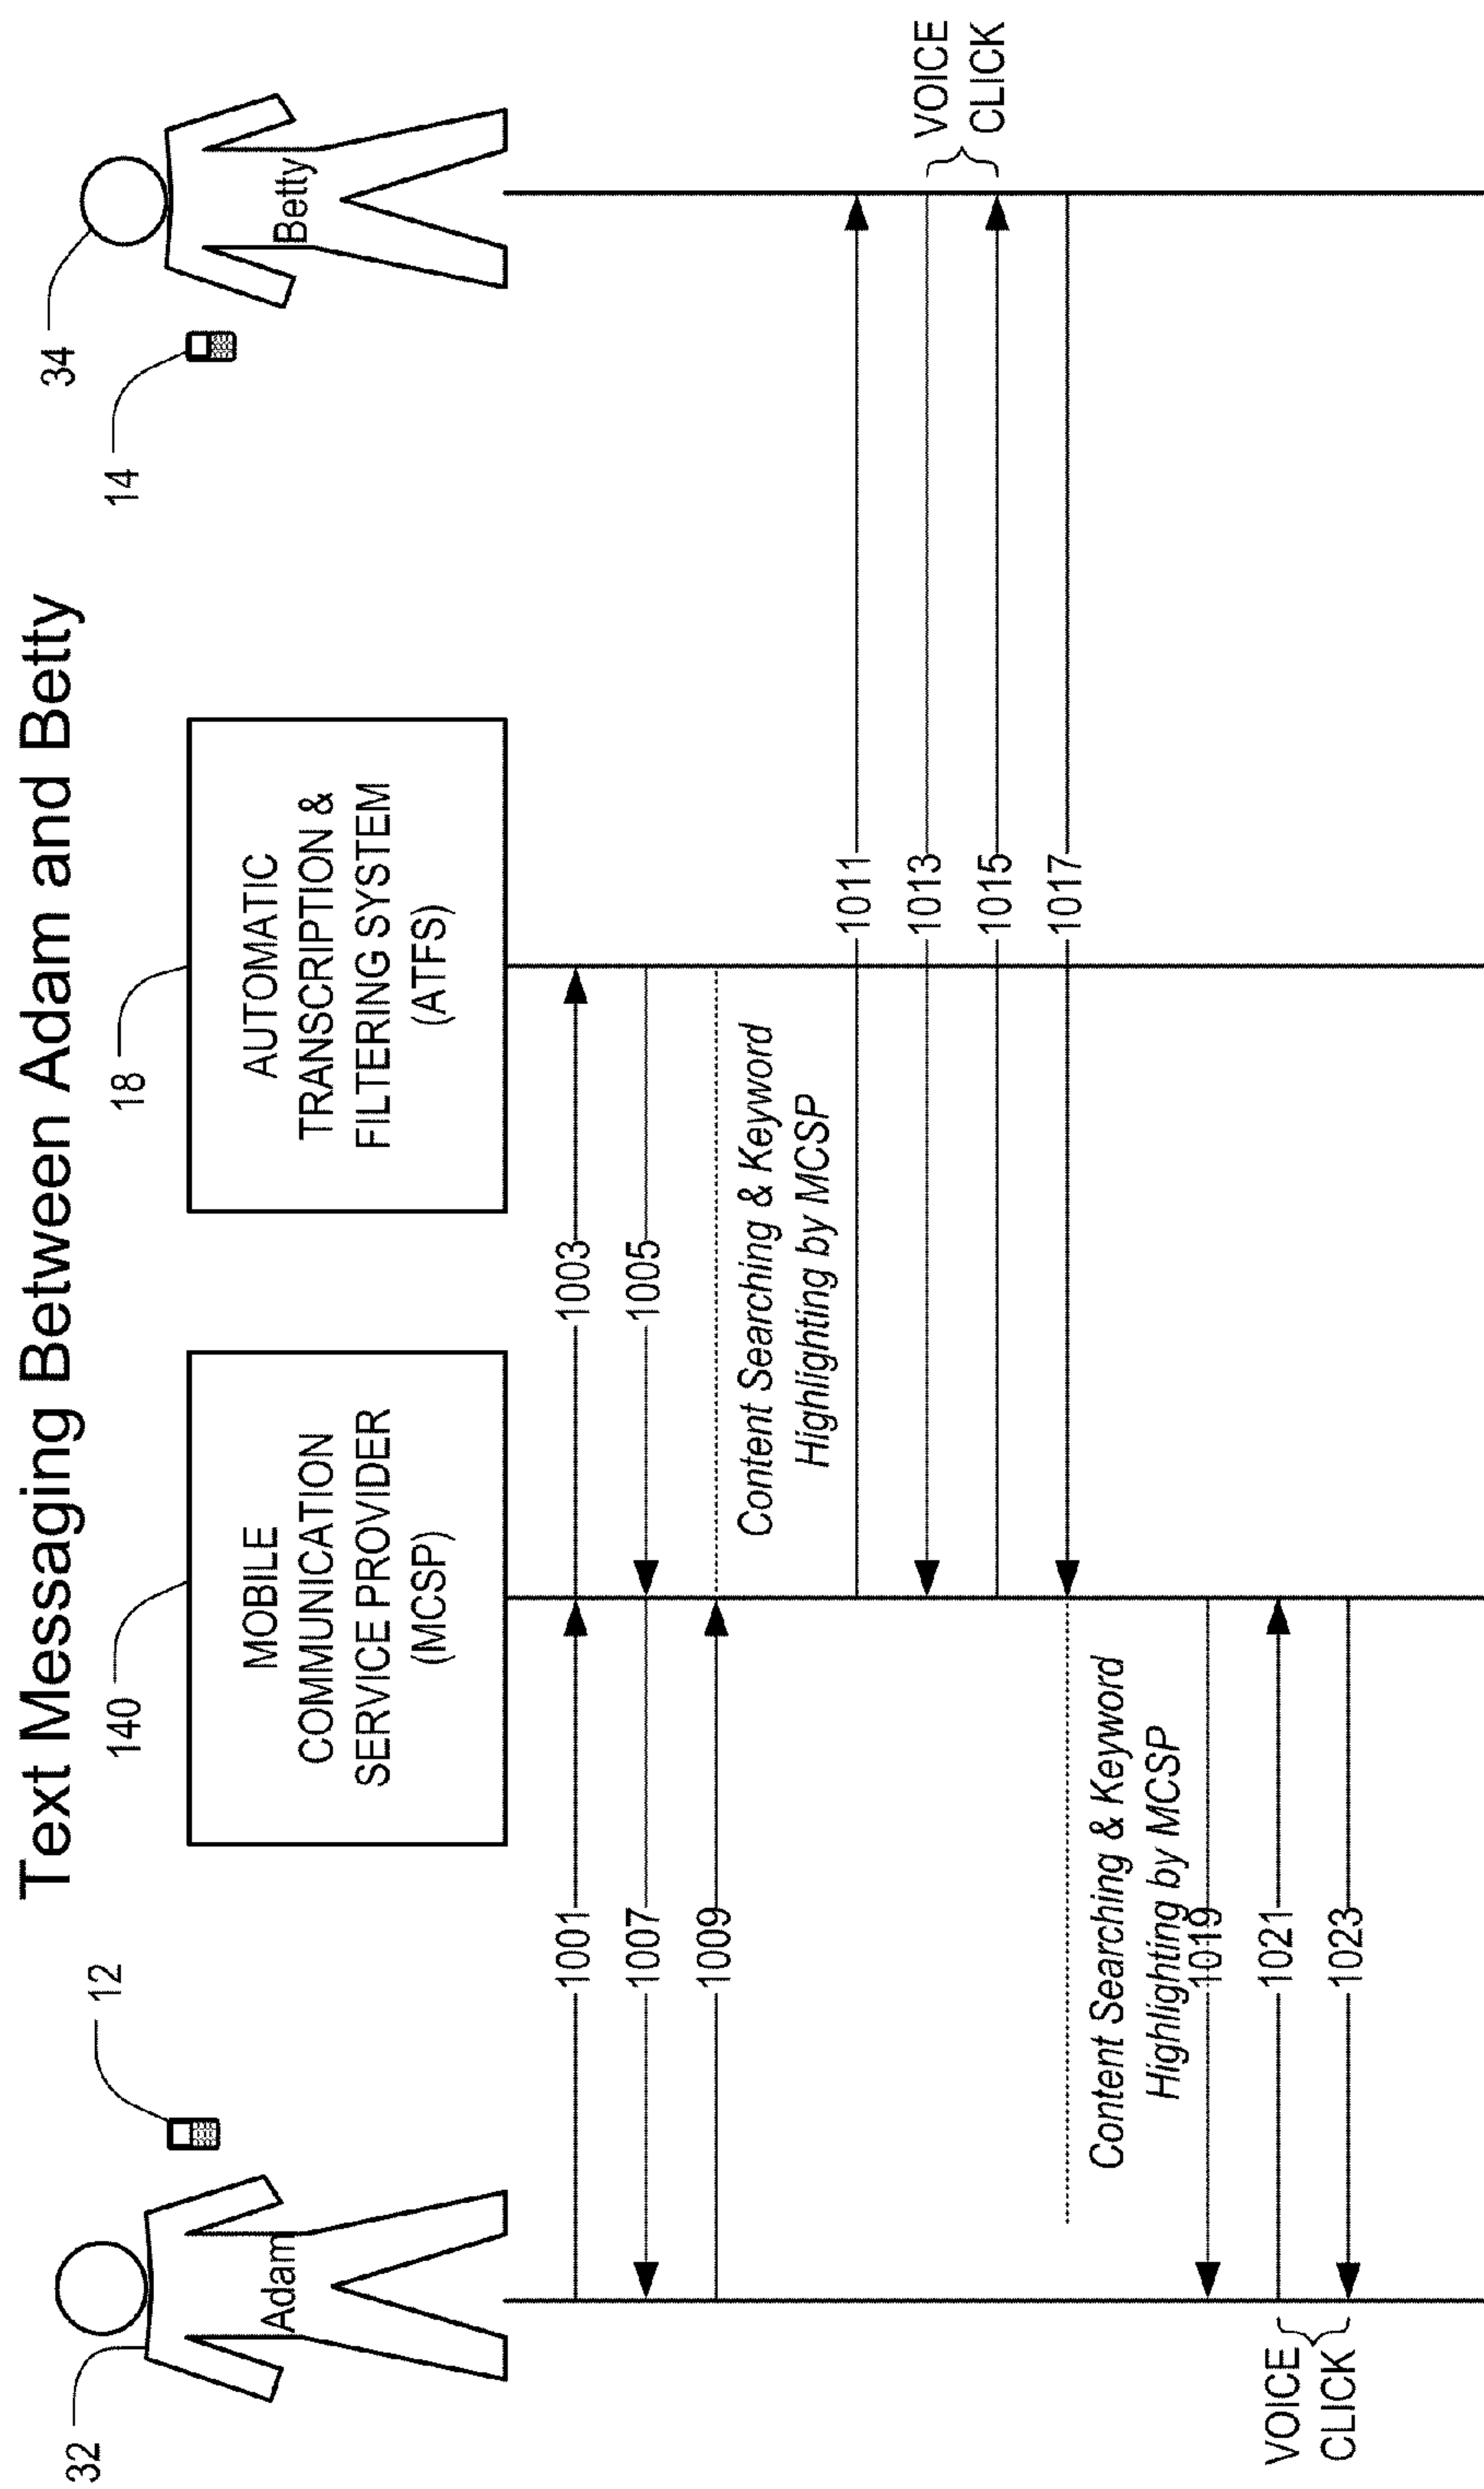 Text Messaging Between Adam and Betty
32
12
140
18
14
34
Adam
MOBILE
COMMUNICATION
SERVICE PROVIDER
(MCSP)
AUTOMATIC
TRANSCRIPTION &
FILTERING SYSTEM
(ATFS)
Betty
1001
1003
1007
1005
1009
Content Searching & Keyword
Highlighting by MCSP
1011
1013
1015
VOICE
CLICK
1017
Content Searching & Keyword
Highlighting by MCSP
1019
1021
1023
VOICE
CLICK